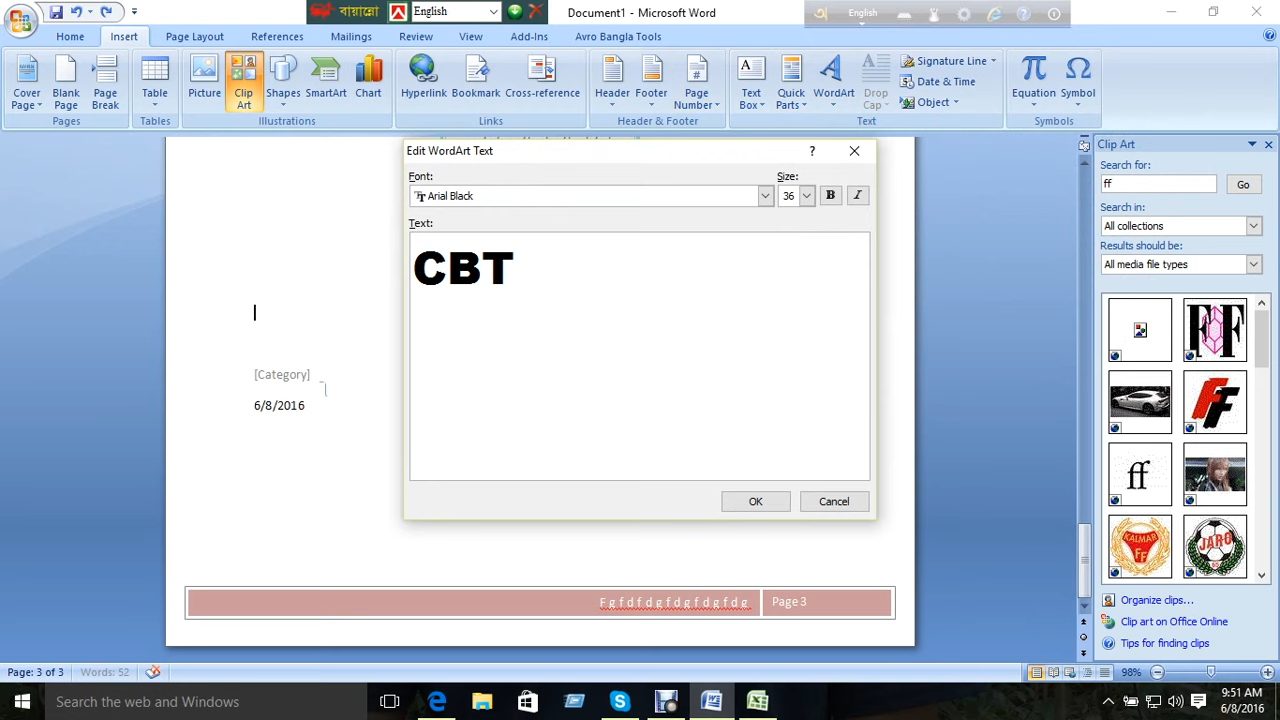 বায়ান্নো
English
Document1 - Microsoft Word
English
Home
Insert
Page Layout
References
Mailings
Review
View
Add-Ins
Avro Bangla Tools
Cover Page
Blank Page
Page Break
Table
Picture
Clip Art
Shapes
SmartArt
Chart
Hyperlink
Bookmark
Cross-reference
Header
Footer
Page Number
Text Box
Quick Parts
WordArt
Drop Cap
Signature Line
Date & Time
Object
Equation
Symbol
Pages
Tables
Illustrations
Links
Header & Footer
Text
Symbols
Edit WordArt Text
Font:
Size:
Arial Black
36
B
I
Text:
CBT
OK
Cancel
[Category]
6/8/2016
F g f d f d g f d g f d g f d g
Page 3
Clip Art
Search for:
ff
Go
Search in:
All collections
Results should be:
All media file types
FF
FF
ff
KALMAR FF
JARO
Organize clips...
Clip art on Office Online
Tips for finding clips
Page: 3 of 3
Words: 52
98%
Search the web and Windows
9:51 AM
6/8/2016